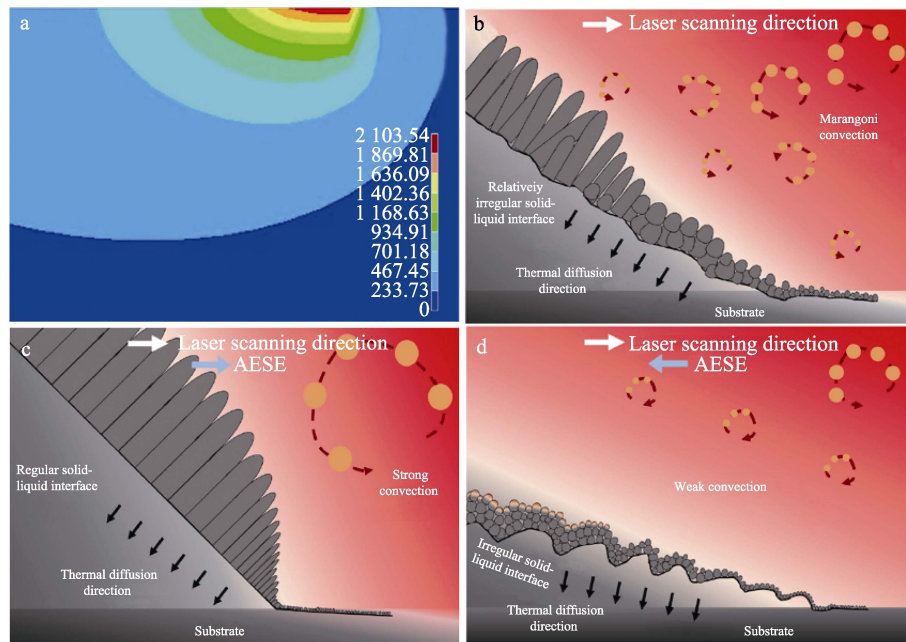 a
2 103.54
1 869.81
1 636.09
1 402.36
1 168.63
934.91
701.18
467.45
233.73
0
b
Laser scanning direction
Marangoni
convection
Relativeiy
irregular solid-
liquid interface
Thermal diffusion
direction
Substrate
c
Laser scanning direction
AESE
Regular solid-
liquid interface
Strong
convection
Thermal diffusion
direction
Substrate
d
Laser scanning direction
AESE
Weak convection
Irregular solid-
liquid interface
Thermal diffusion
direction
Substrate